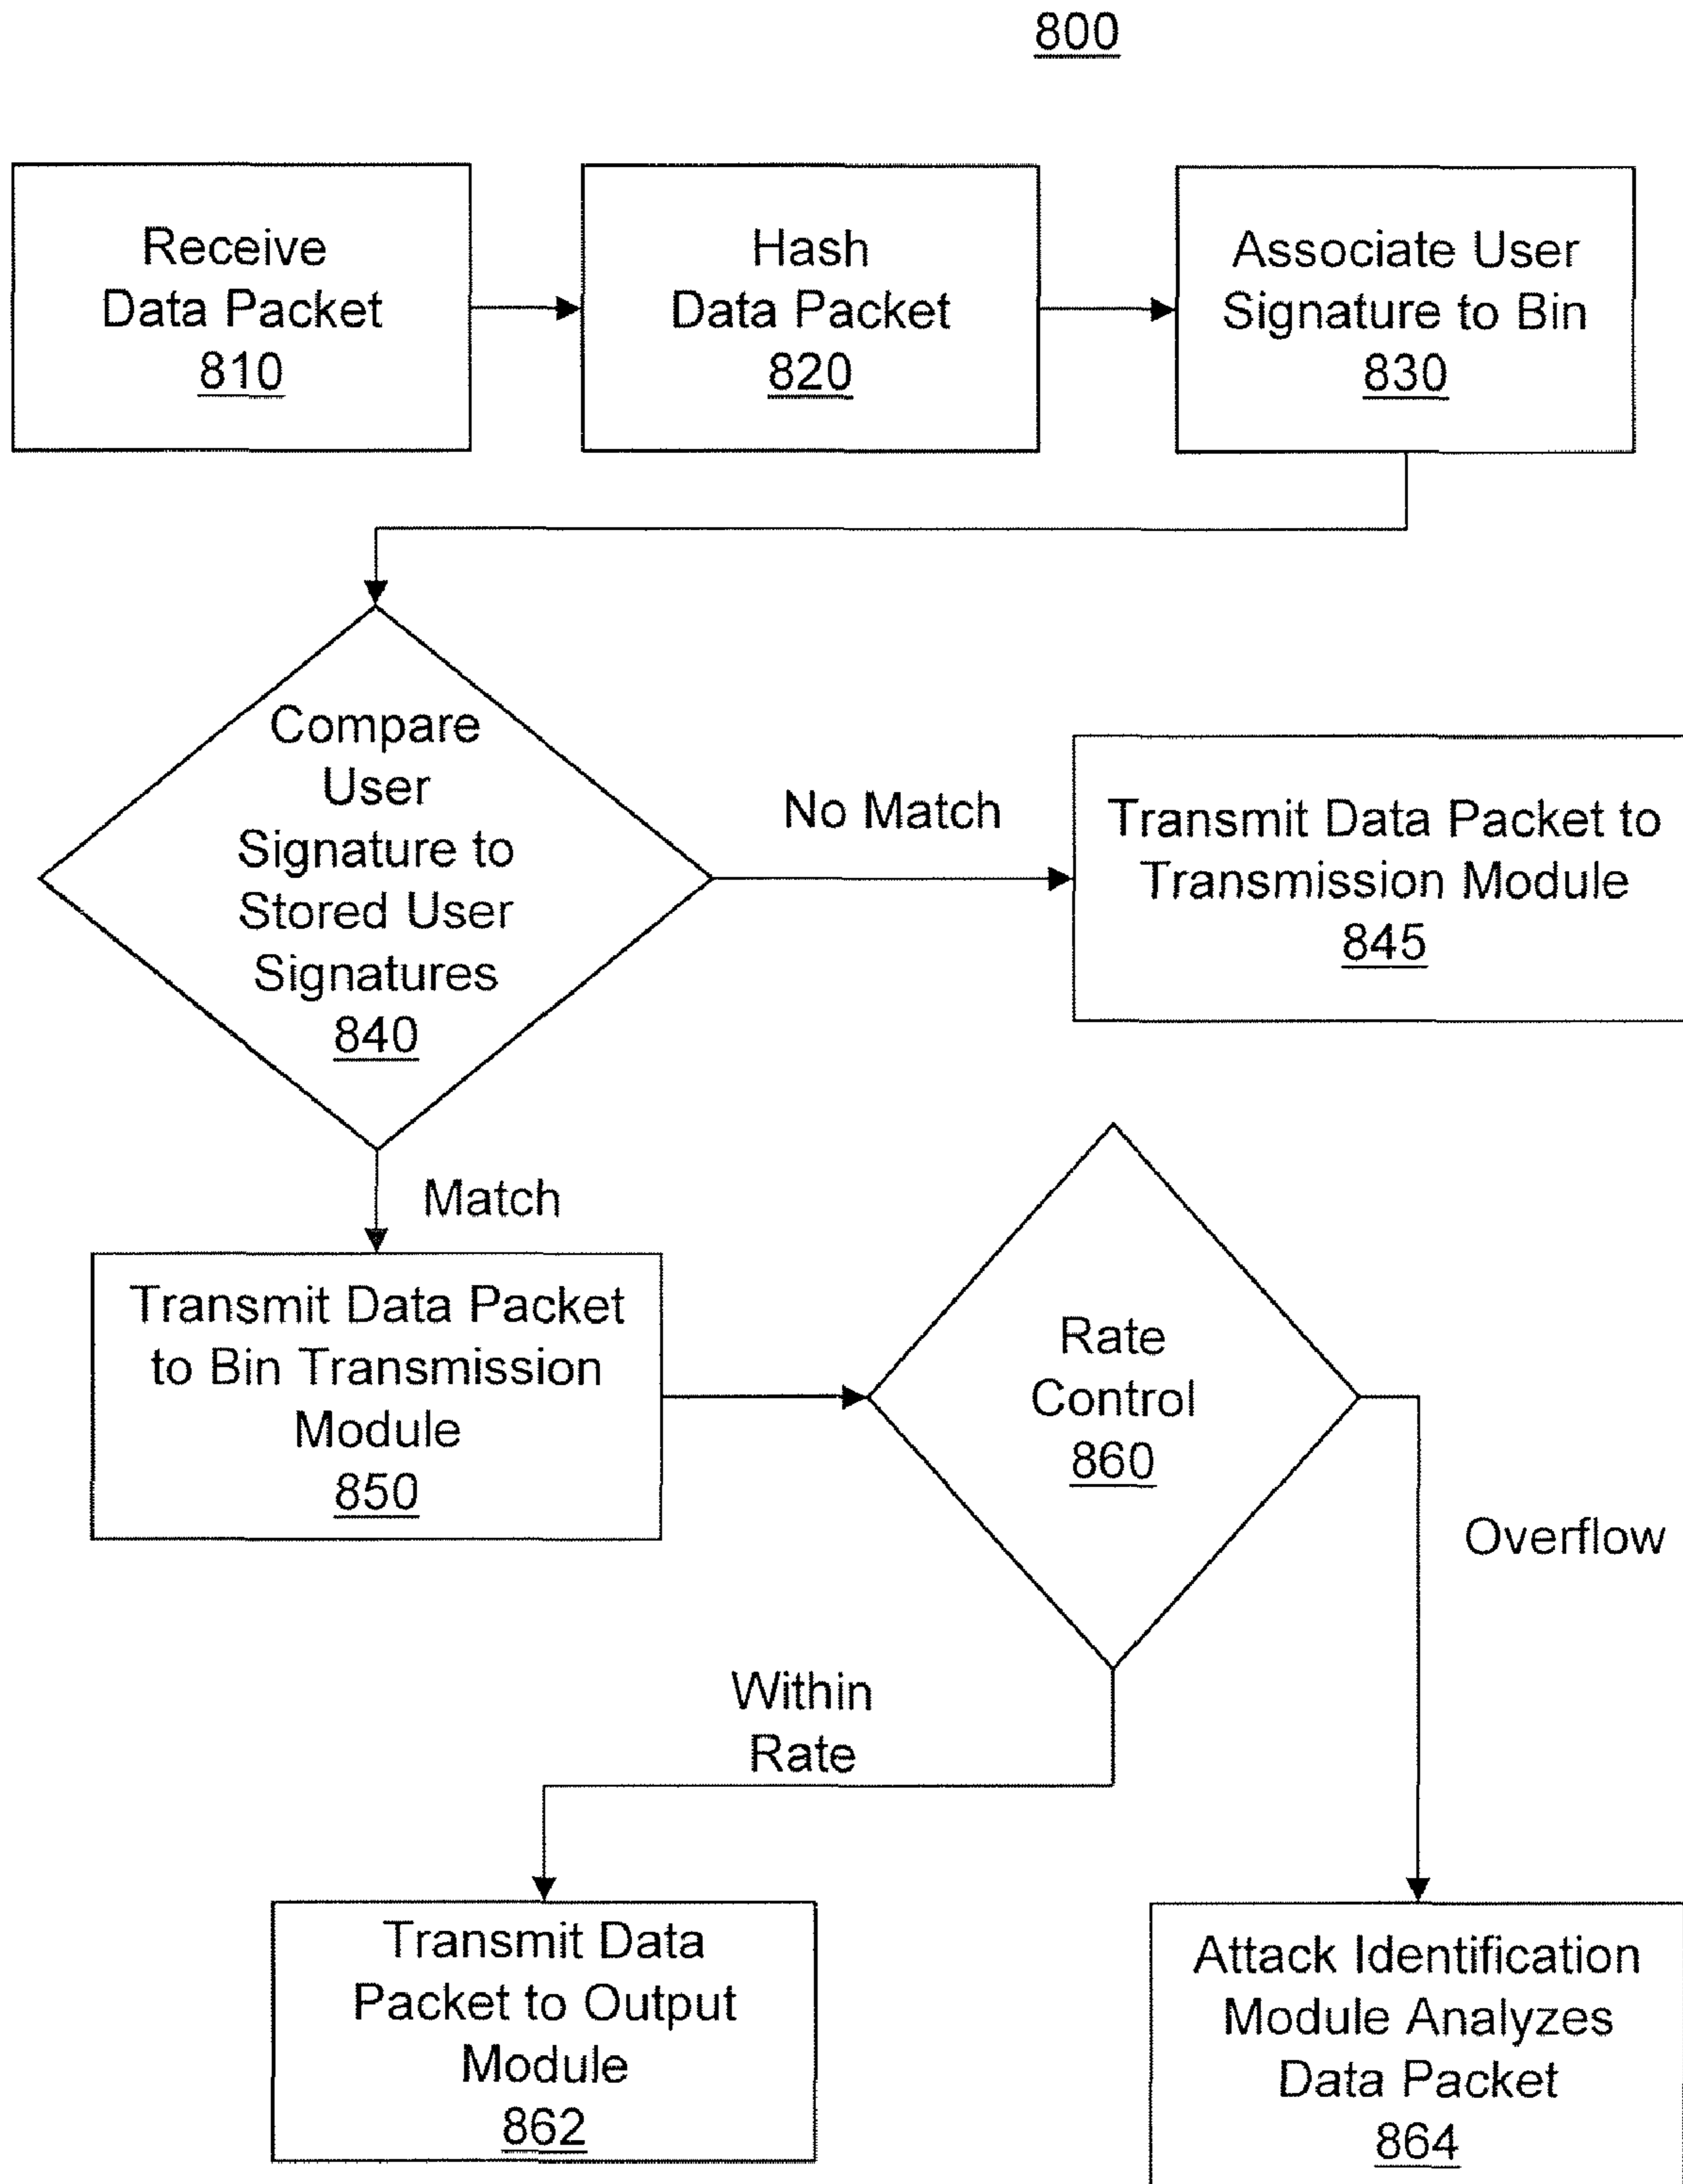 800
Receive
Data Packet
810
Hash
Data Packet
820
Associate User
Signature to Bin
830
Compare
User
Signature to
Stored User
Signatures
840
No Match
Transmit Data Packet to
Transmission Module
845
Match
Transmit Data Packet
to Bin Transmission
Module
850
Rate
Control
860
Overflow
Within
Rate
Transmit Data
Packet to Output
Module
862
Attack Identification
Module Analyzes
Data Packet
864